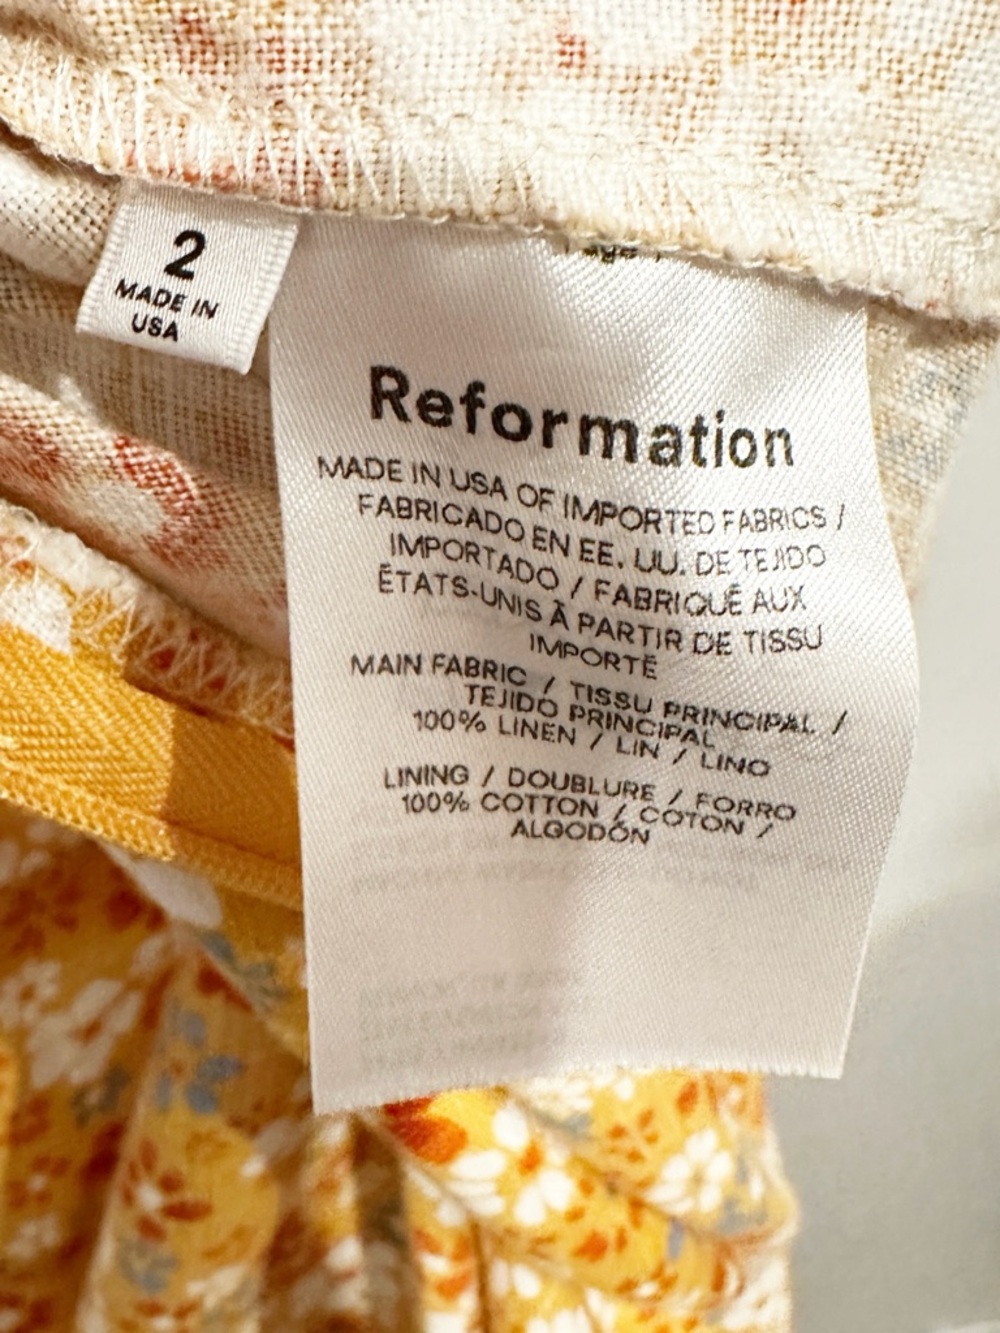 2
MADE IN
USA
Reformation
MADE IN USA OF IMPORTED FABRICS /
FABRICADO EN EE. UU. DE TEJIDO
IMPORTADO / FABRIQUÉ AUX
ÉTATS-UNIS À PARTIR DE TISSU
IMPORTÉ
MAIN FABRIC / TISSU PRINCIPAL /
TEJIDO PRINCIPAL
100% LINEN / LIN / LINO
LINING / DOUBLURE / FORRO
100% COTTON / COTON /
ALGODÓN